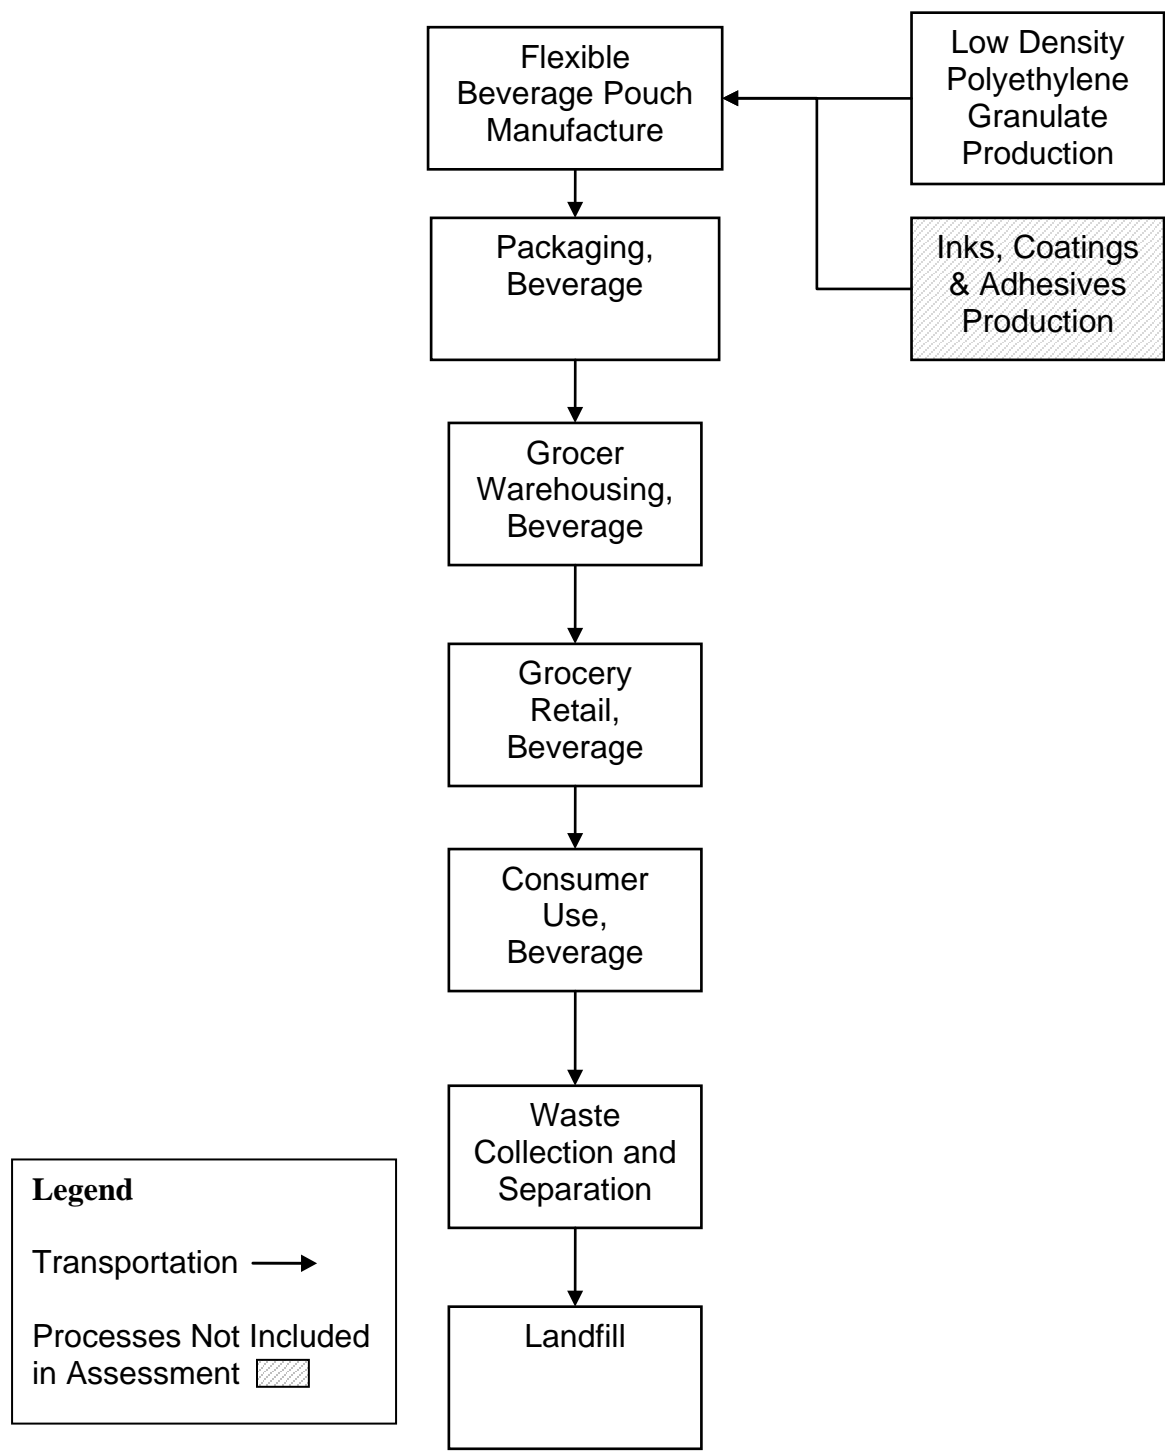 Flexible
Beverage Pouch
Manufacture
Low Density
Polyethylene
Granulate
Production
Packaging,
Beverage
Inks, Coatings
& Adhesives
Production
Grocer
Warehousing,
Beverage
Grocery
Retail,
Beverage
Consumer
Use,
Beverage
Waste
Collection and
Separation
Landfill
Legend
Transportation
Processes Not Included
in Assessment